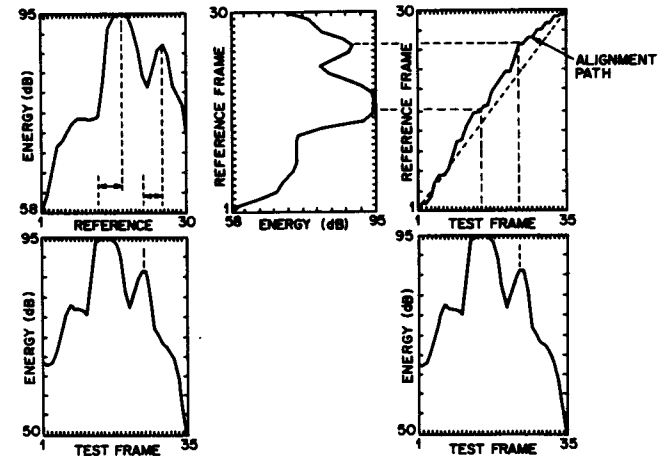 95
ENERGY (dB)
58
1
REFERENCE
30
30
REFERENCE FRAME
1
58
ENERGY (dB)
95
30
REFERENCE FRAME
1
1
TEST FRAME
35
ALIGNMENT
PATH
95
ENERGY (dB)
50
1
TEST FRAME
35
95
ENERGY (dB)
50
1
TEST FRAME
35